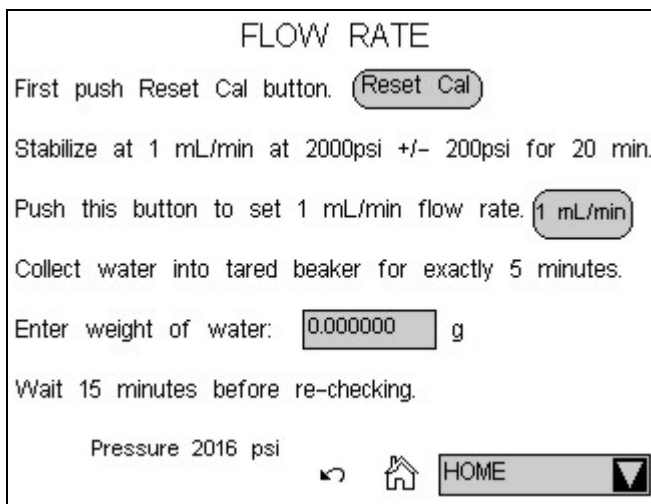 FLOW RATE
First push Reset Cal button. Reset Cal
Stabilize at 1 mL/min at 2000psi +/- 200psi for 20 min.
Push this button to set 1 mL/min flow rate. 1 mL/min
Collect water into tared beaker for exactly 5 minutes.
Enter weight of water: 0.000000 g
Wait 15 minutes before re-checking.
Pressure 2016 psi
HOME